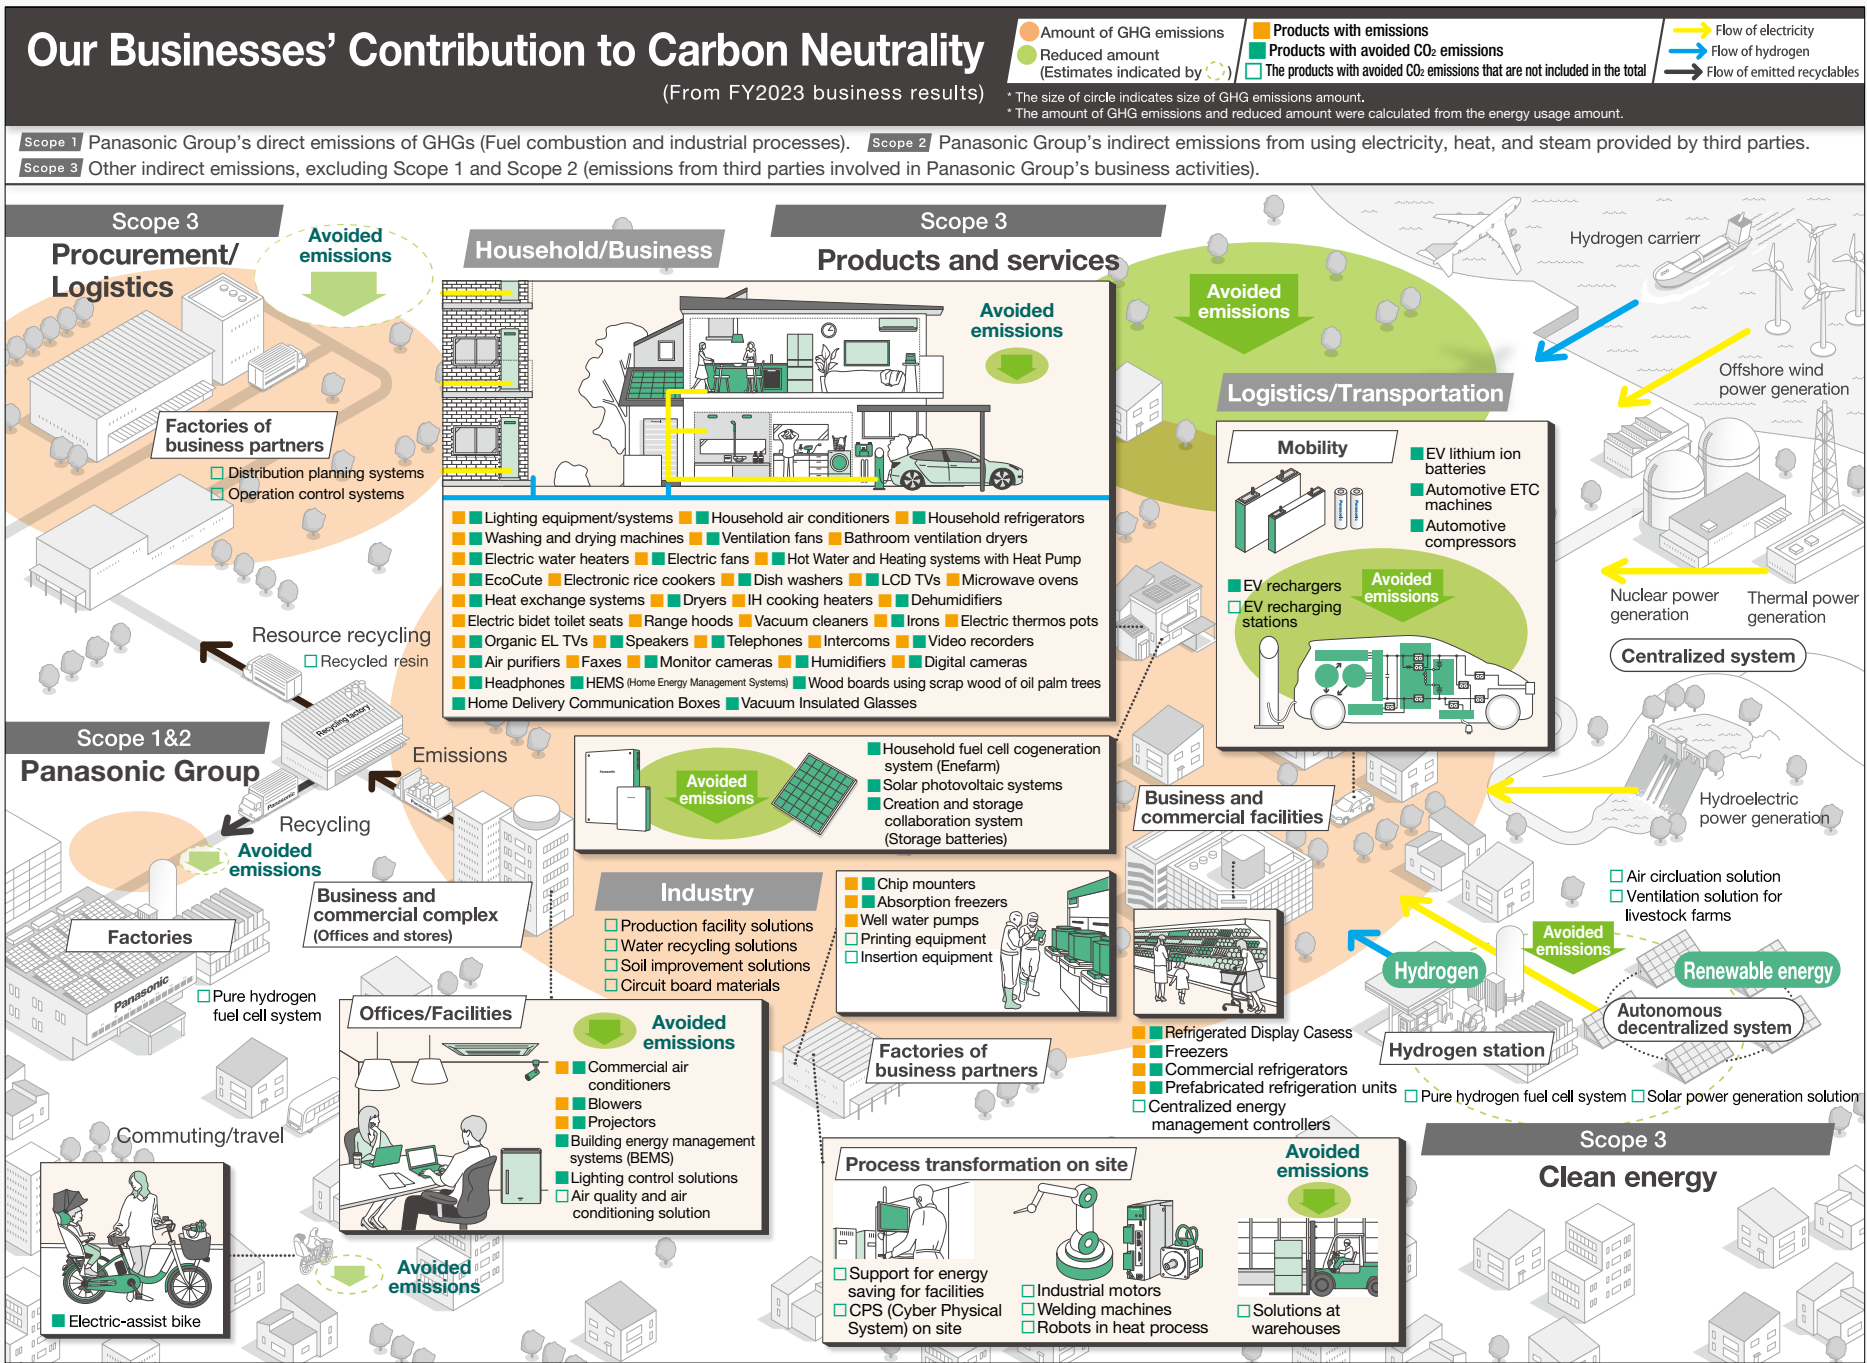 Our Businesses' Contribution to Carbon Neutrality
(From FY2023 business results)
Amount of GHG emissions
Reduced amount
(Estimates indicated by )
Products with emissions
Products with avoided CO₂ emissions
The products with avoided CO₂ emissions that are not included in the total
Flow of electricity
Flow of hydrogen
Flow of emitted recyclables
* The size of circle indicates size of GHG emissions amount.
* The amount of GHG emissions and reduced amount were calculated from the energy usage amount.
Scope 1 Panasonic Group's direct emissions of GHGs (Fuel combustion and industrial processes). Scope 2 Panasonic Group's indirect emissions from using electricity, heat, and steam provided by third parties.
Scope 3 Other indirect emissions, excluding Scope 1 and Scope 2 (emissions from third parties involved in Panasonic Group's business activities).
Scope 3
Procurement/
Logistics
Avoided
emissions
Factories of
business partners
Distribution planning systems
Operation control systems
Resource recycling
Recycled resin
Recycling factory
Emissions
Scope 1&2
Panasonic Group
Panasonic
Recycling
Avoided
emissions
Factories
Panasonic
Pure hydrogen
fuel cell system
Business and
commercial complex
(Offices and stores)
Commuting/travel
Electric-assist bike
Avoided
emissions
Household/Business
Scope 3
Products and services
Avoided
emissions
Lighting equipment/systems Household air conditioners Household refrigerators
Washing and drying machines Ventilation fans Bathroom ventilation dryers
Electric water heaters Electric fans Hot Water and Heating systems with Heat Pump
EcoCute Electronic rice cookers Dish washers LCD TVs Microwave ovens
Heat exchange systems Dryers IH cooking heaters Dehumidifiers
Electric bidet toilet seats Range hoods Vacuum cleaners Irons Electric thermos pots
Organic EL TVs Speakers Telephones Intercoms Video recorders
Air purifiers Faxes Monitor cameras Humidifiers Digital cameras
Headphones HEMS (Home Energy Management Systems) Wood boards using scrap wood of oil palm trees
Home Delivery Communication Boxes Vacuum Insulated Glasses
Panasonic
Avoided
emissions
Household fuel cell cogeneration
system (Enefarm)
Solar photovoltaic systems
Creation and storage
collaboration system
(Storage batteries)
Industry
Production facility solutions
Water recycling solutions
Soil improvement solutions
Circuit board materials
Chip mounters
Absorption freezers
Well water pumps
Printing equipment
Insertion equipment
Offices/Facilities
Avoided
emissions
Commercial air
conditioners
Blowers
Projectors
Building energy management
systems (BEMS)
Lighting control solutions
Air quality and air
conditioning solution
Factories of
business partners
Process transformation on site
Support for energy
saving for facilities
CPS (Cyber Physical
System) on site
Industrial motors
Welding machines
Robots in heat process
Avoided
emissions
Solutions at
warehouses
Avoided
emissions
Logistics/Transportation
Mobility
Panasonic
Panasonic
EV lithium ion
batteries
Automotive ETC
machines
Automotive
compressors
EV rechargers
EV recharging
stations
Avoided
emissions
Business and
commercial facilities
Refrigerated Display Casess
Freezers
Commercial refrigerators
Prefabricated refrigeration units
Centralized energy
management controllers
Hydrogen carrierr
Offshore wind
power generation
Nuclear power
generation
Thermal power
generation
Centralized system
Hydroelectric
power generation
Air circluation solution
Ventilation solution for
livestock farms
Avoided
emissions
Hydrogen
Renewable energy
Autonomous
decentralized system
Hydrogen station
Pure hydrogen fuel cell system Solar power generation solution
Scope 3
Clean energy